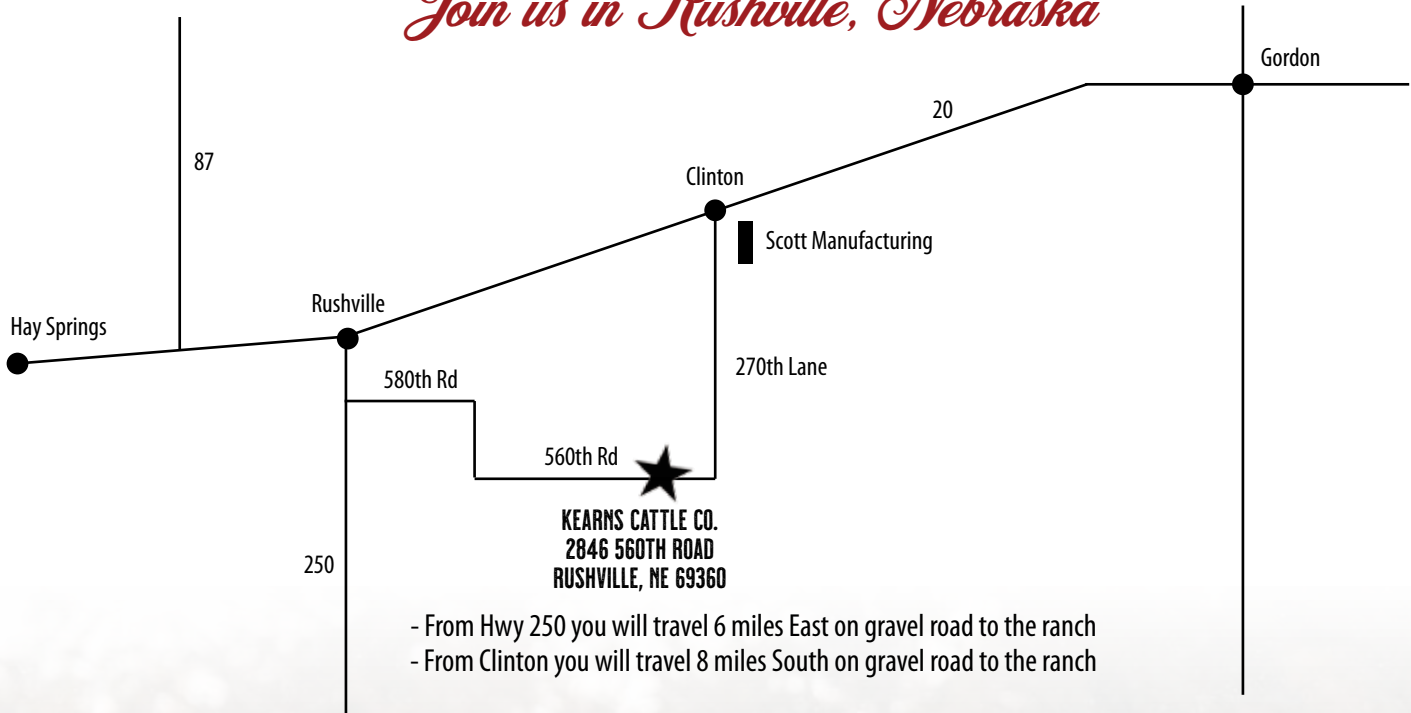 Join us in Rushville, Nebraska
Gordon
20
87
Clinton
Scott Manufacturing
Rushville
Hay Springs
270th Lane
580th Rd
560th Rd
KEARNS CATTLE CO.
2846 560TH ROAD
RUSHVILLE, NE 69360
250
- From Hwy 250 you will travel 6 miles East on gravel road to the ranch
- From Clinton you will travel 8 miles South on gravel road to the ranch